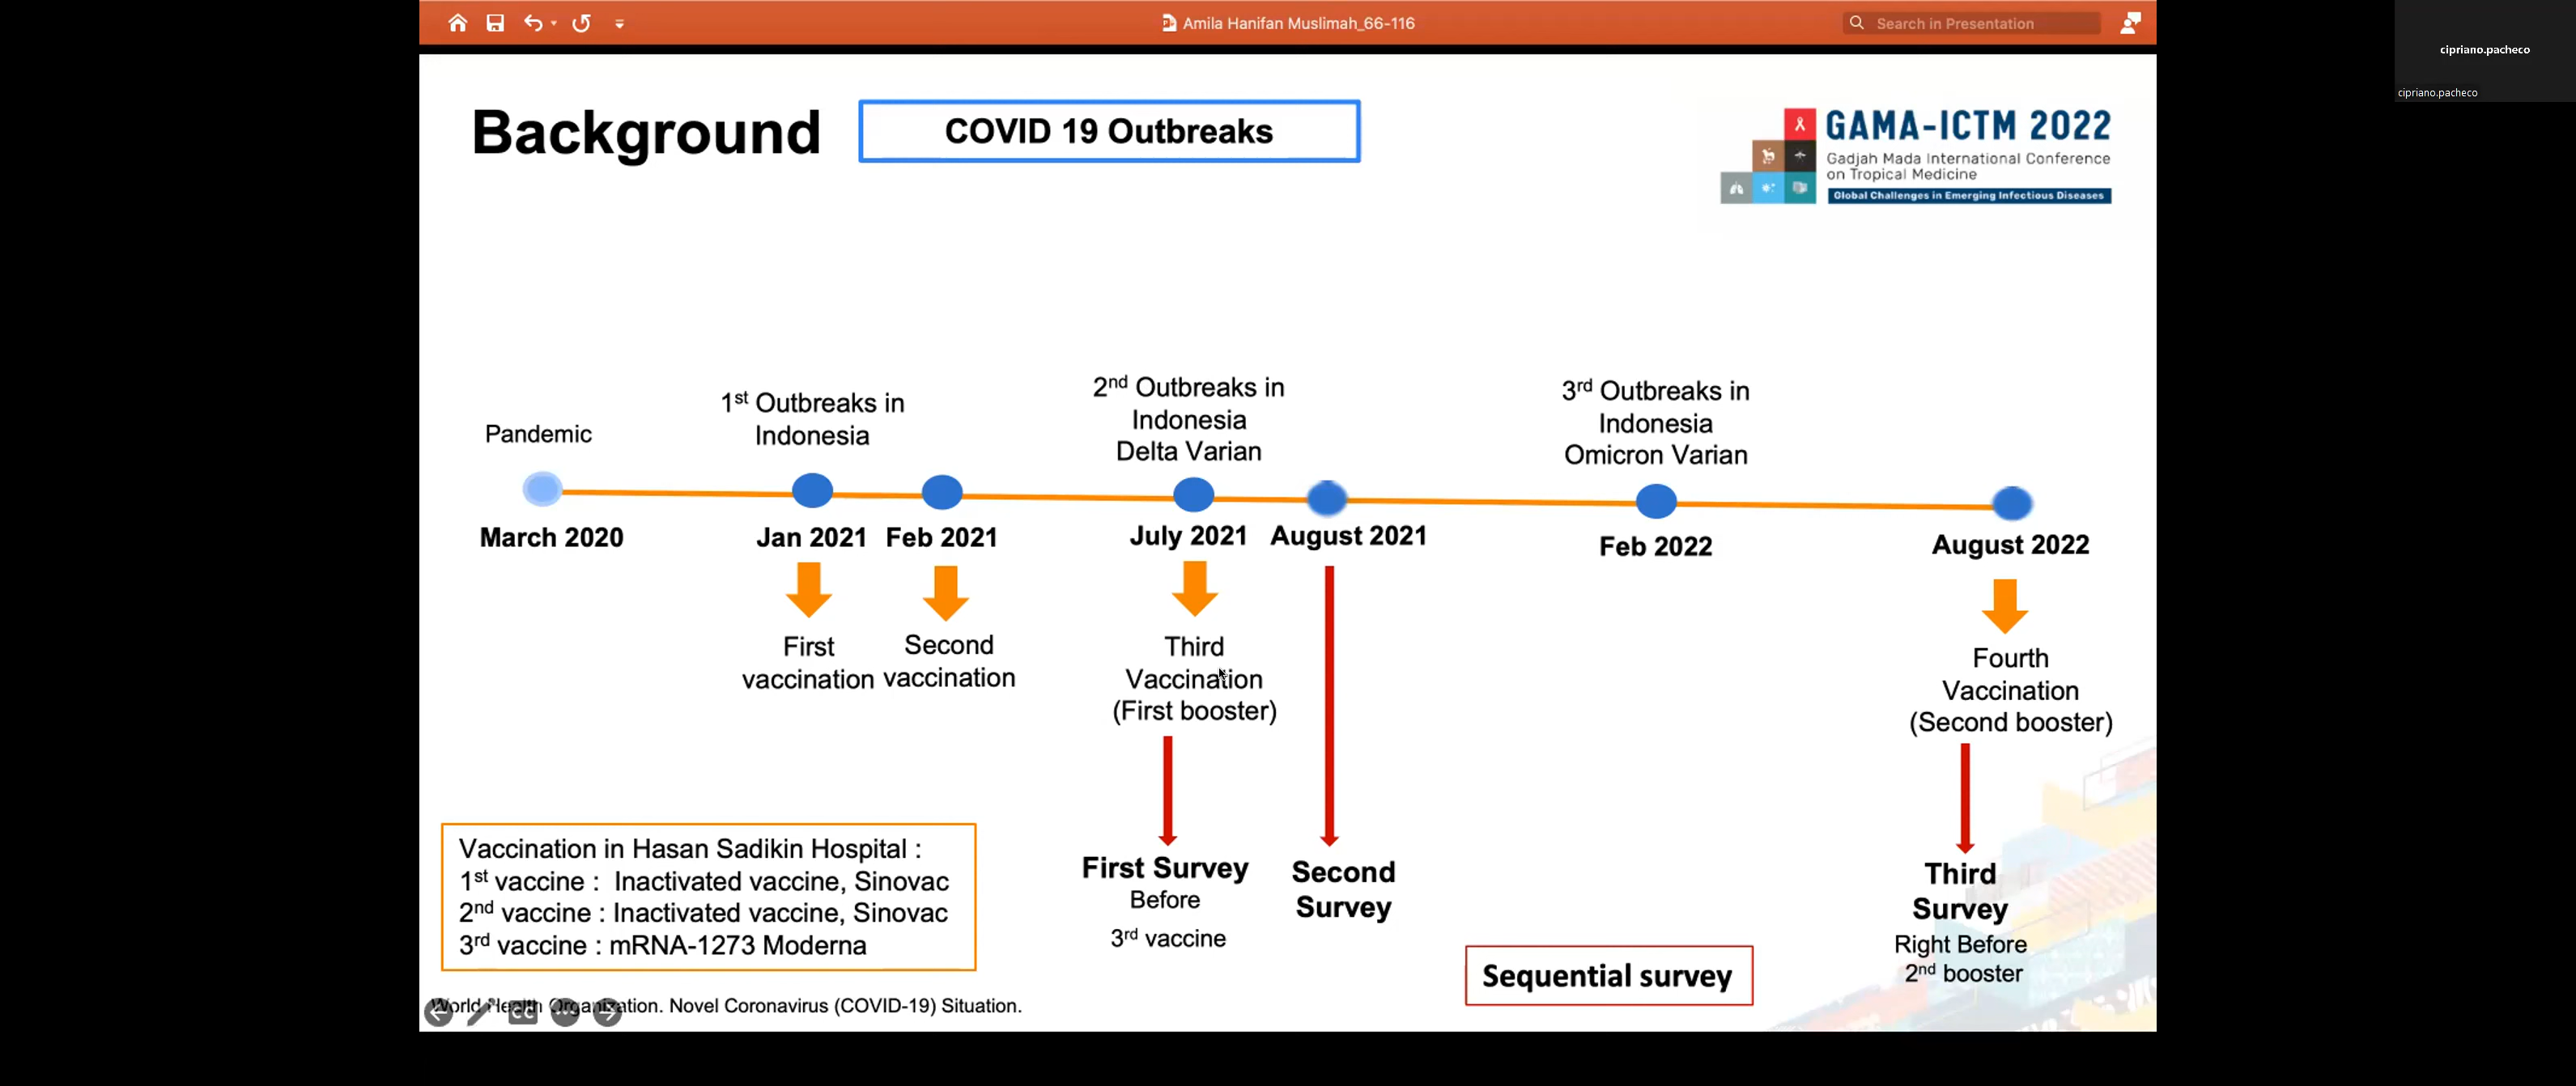 Amila Hanifan Muslimah_66-116
Search in Presentation
cipriano.pacheco
cipriano.pacheco
Background
COVID 19 Outbreaks
GAMA-ICTM 2022
Gadjah Mada International Conference
on Tropical Medicine
Global Challenges in Emerging Infectious Diseases
Pandemic
1st Outbreaks in
Indonesia
2nd Outbreaks in
Indonesia
Delta Varian
3rd Outbreaks in
Indonesia
Omicron Varian
March 2020
Jan 2021
Feb 2021
July 2021
August 2021
Feb 2022
August 2022
First
vaccination
Second
vaccination
Third
Vaccination
(First booster)
Fourth
Vaccination
(Second booster)
Vaccination in Hasan Sadikin Hospital :
1st vaccine : Inactivated vaccine, Sinovac
2nd vaccine : Inactivated vaccine, Sinovac
3rd vaccine : mRNA-1273 Moderna
First Survey
Before
3rd vaccine
Second
Survey
Third
Survey
Right Before
2nd booster
Sequential survey
World Health Organization. Novel Coronavirus (COVID-19) Situation.
CC